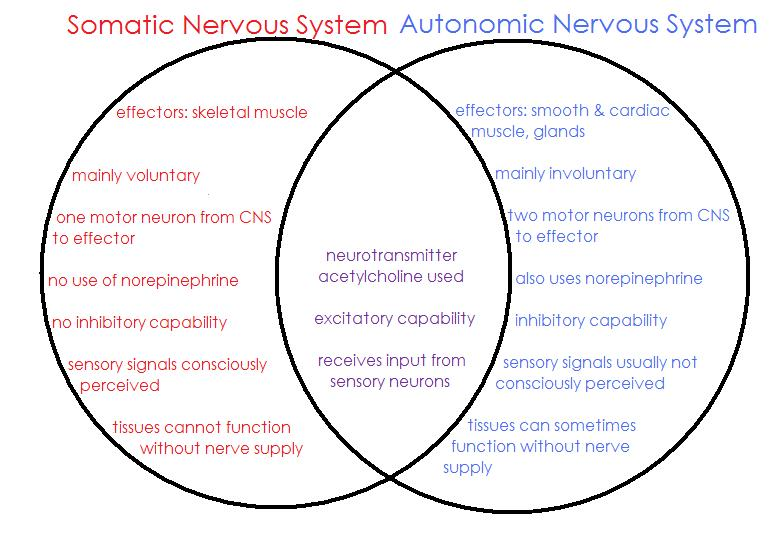 Somatic Nervous System
Autonomic Nervous System
effectors: skeletal muscle
mainly voluntary
one motor neuron from CNS
to effector
no use of norepinephrine
no inhibitory capability
sensory signals consciously
perceived
tissues cannot function
without nerve supply
neurotransmitter
acetylcholine used
excitatory capability
receives input from
sensory neurons
effectors: smooth & cardiac
muscle, glands
mainly involuntary
two motor neurons from CNS
to effector
also uses norepinephrine
inhibitory capability
sensory signals usually not
consciously perceived
tissues can sometimes
function without nerve
supply